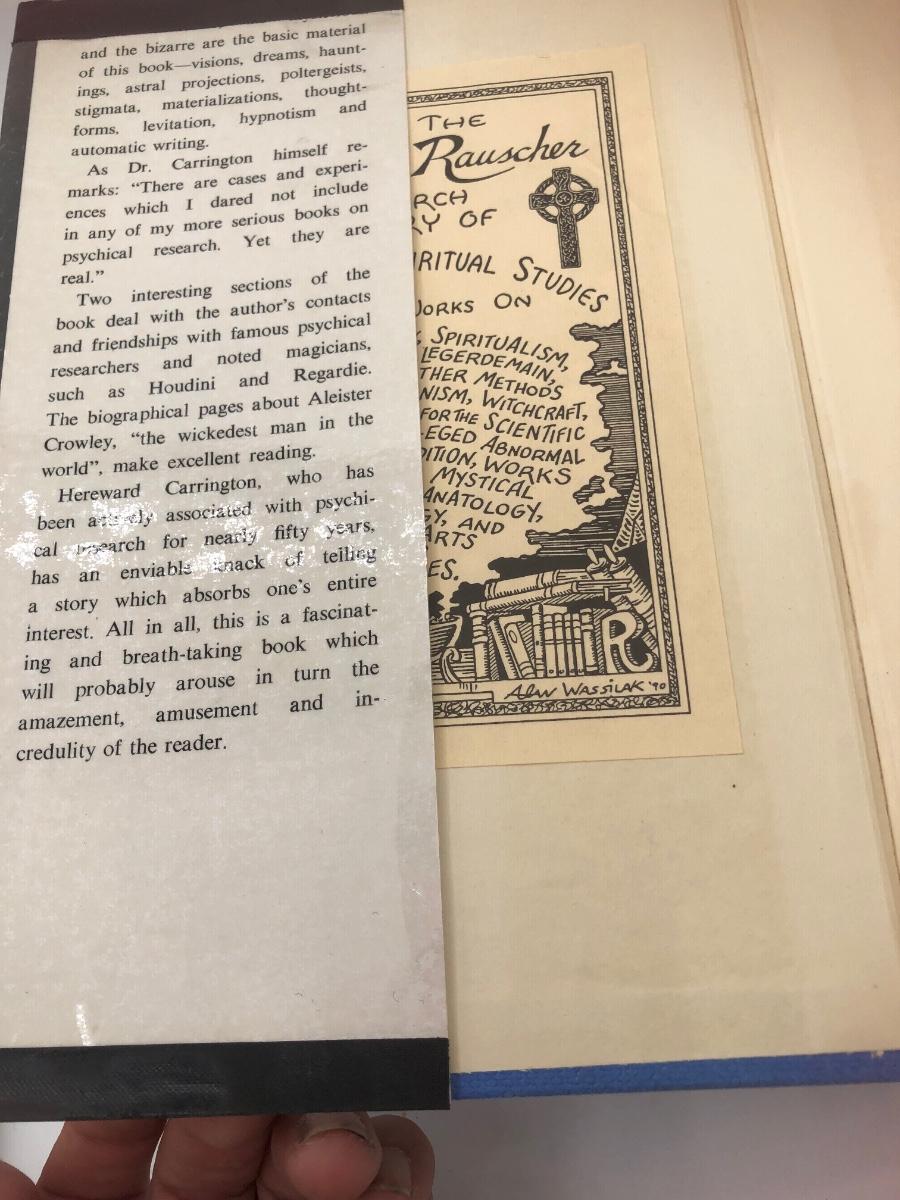 and the bizarre are the basic material
of this book—visions, dreams, haunt-
ings, astral projections, poltergeists,
stigmata, materializations, thought-
forms, levitation, hypnotism and
automatic writing.
As Dr. Carrington himself re-
marks: “There are cases and experi-
ences which I dared not include
in any of my more serious books on
psychical research. Yet they are
real.”
Two interesting sections of the
book deal with the author's contacts
and friendships with famous psychical
researchers and noted magicians,
such as Houdini and Regardie.
The biographical pages about Aleister
Crowley, “the wickedest man in the
world”, make excellent reading.
Hereward Carrington, who has
been actively associated with psychi-
cal research for nearly fifty years,
has an enviable knack of telling
a story which absorbs one's entire
interest. All in all, this is a fascinat-
ing and breath-taking book which
will probably arouse in turn the
amazement, amusement and in-
credulity of the reader.
THE
Rauscher
RCH
RY OF
IRITUAL STUDIES
WORKS ON
SPIRITUALISM,
LEGERDEMAIN,
THER METHODS
NISM, WITCHCRAFT,
FOR THE SCIENTIFIC
LEGED ABNORMAL
DITION, WORKS
MYSTICAL
ANATOLOGY,
GY, AND
ARTS
ES.
R
Alan WASSILAK '90